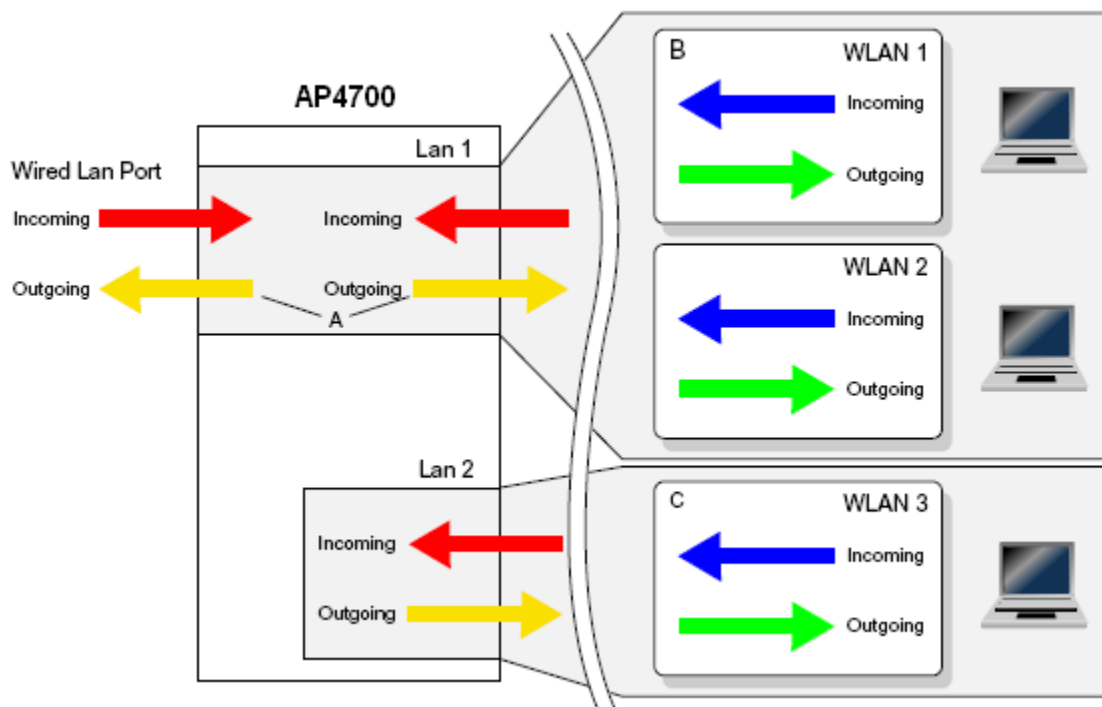 AP4700
Lan 1
Wired Lan Port
Incoming
Incoming
Outgoing
Outgoing
A
Lan 2
Incoming
Outgoing
B
WLAN 1
Incoming
Outgoing
WLAN 2
Incoming
Outgoing
C
WLAN 3
Incoming
Outgoing